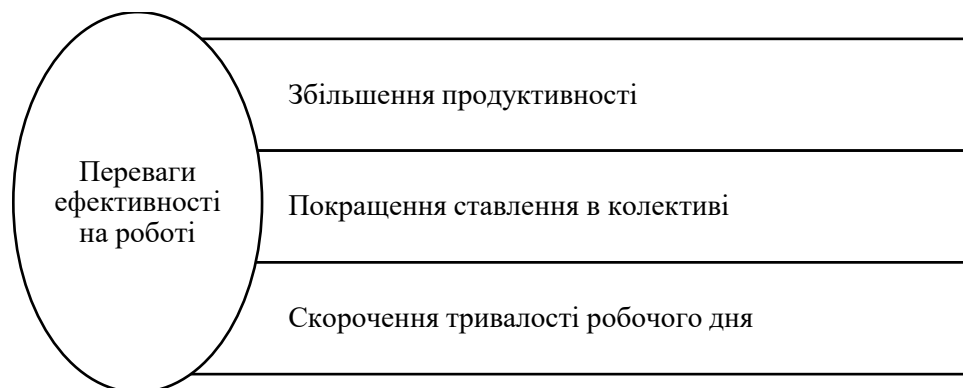 Переваги
ефективності
на роботі
Збільшення продуктивності
Покращення ставлення в колективі
Скорочення тривалості робочого дня